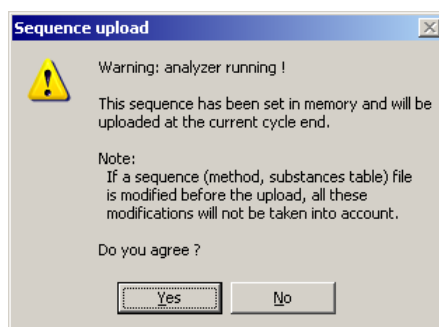 Sequence upload
Warning: analyzer running !
This sequence has been set in memory and will be
uploaded at the current cycle end.
Note:
If a sequence (method, substances table) file
is modified before the upload, all these
modifications will not be taken into account.
Do you agree ?
Yes
No